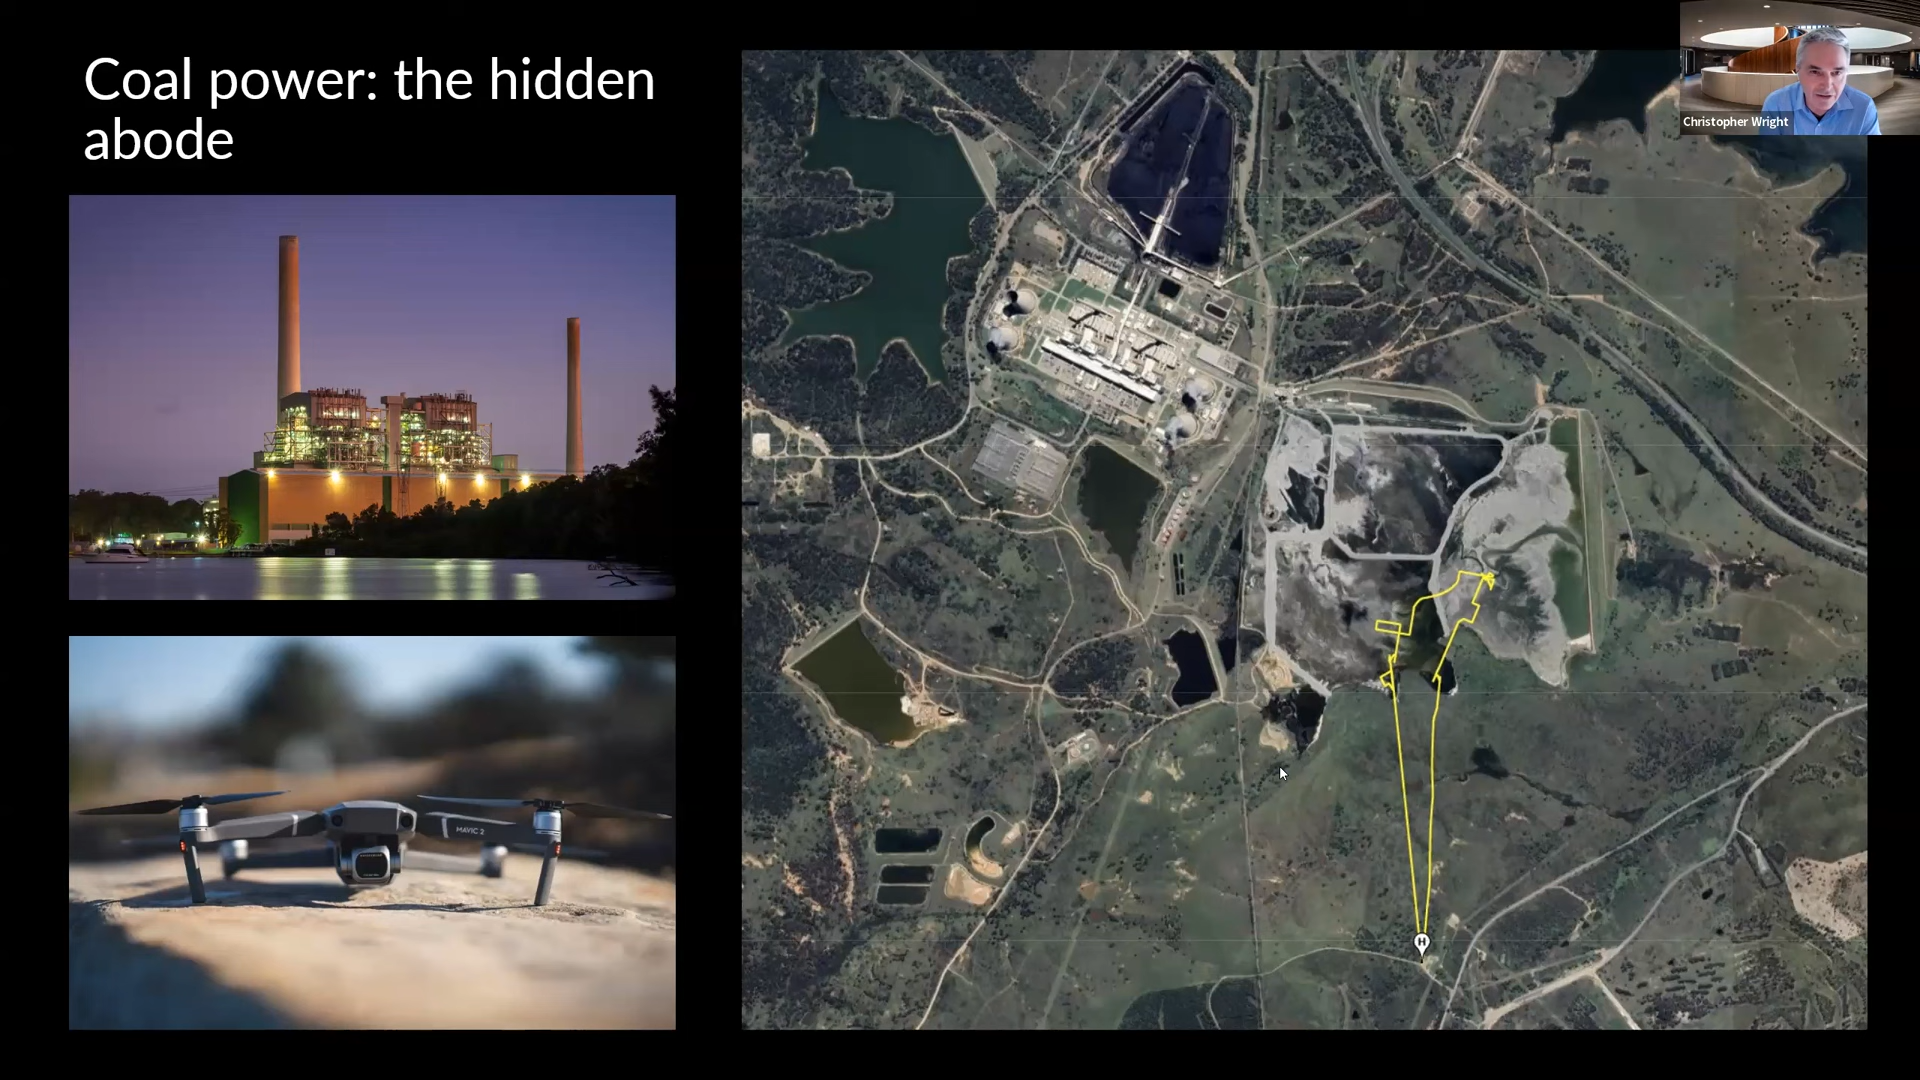 Coal power: the hidden
abode
Christopher Wright
MAVIC 2
H